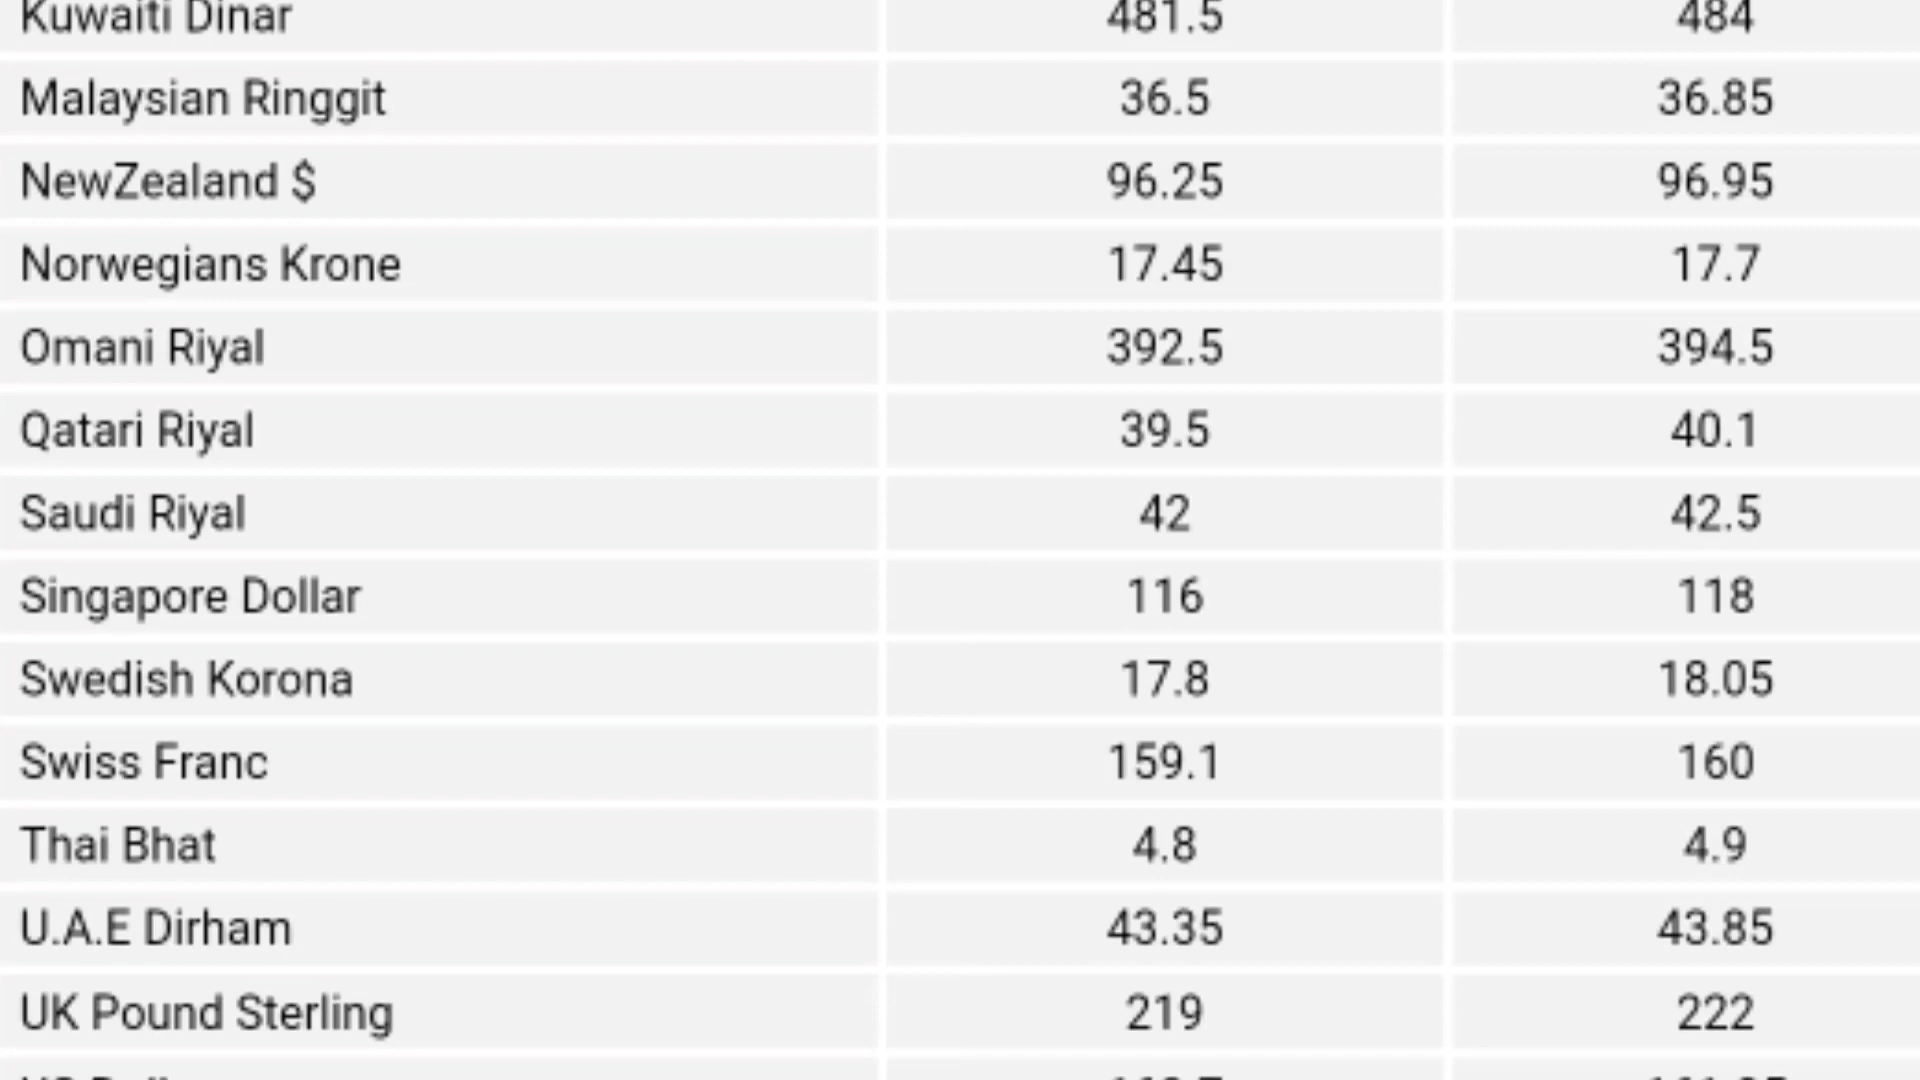 Kuwaiti Dinar 481.5 484
Malaysian Ringgit 36.5 36.85
NewZealand $ 96.25 96.95
Norwegians Krone 17.45 17.7
Omani Riyal 392.5 394.5
Qatari Riyal 39.5 40.1
Saudi Riyal 42 42.5
Singapore Dollar 116 118
Swedish Korona 17.8 18.05
Swiss Franc 159.1 160
Thai Bhat 4.8 4.9
U.A.E Dirham 43.35 43.85
UK Pound Sterling 219 222